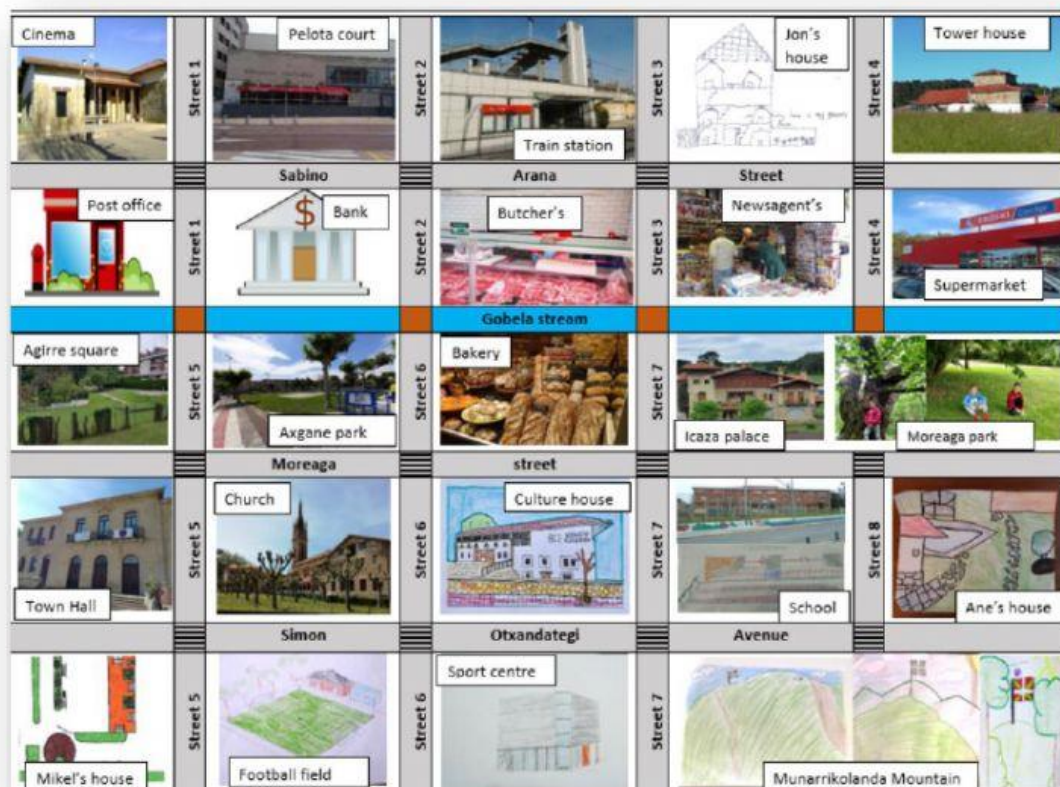 Cinema
Street 1
Pelota court
Street 2
Train station
Street 3
Jon´s
house
Street 4
Tower house
Sabino Arana Street
Post office
Street 1
$ Bank
Street 2
Butcher's
Street 3
Newsagent's
Street 4
Supermarket
Gobela stream
Agirre square
Street 5
Axgane park
Street 6
Bakery
Street 7
Icaza palace
Moreaga park
Moreaga street
Town Hall
Street 5
Church
Street 6
Culture house
Street 7
School
Street 8
Ane's house
Simon Otxandategi Avenue
Mikel's house
Street 5
Football field
Street 6
Sport centre
Street 7
Munarrikolanda Mountain